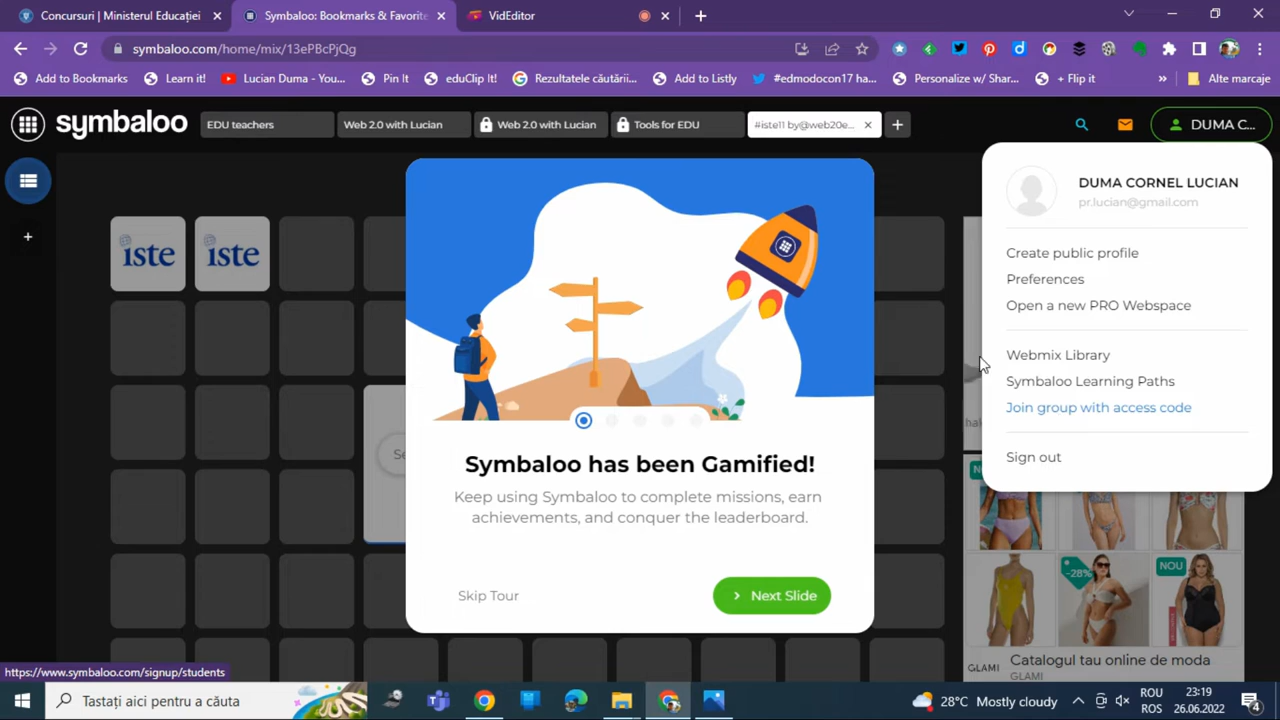 Concursuri | Ministerul Educației
Symbaloo: Bookmarks & Favorite
VidEditor
symbaloo.com/home/mix/13ePBcPjQg
Add to Bookmarks
Learn it!
Lucian Duma - You...
Pin It
eduClip It!
Rezultatele căutării...
Add to Listly
#edmodocon17 ha...
Personalize w/ Shar...
+ Flip it
»
Alte marcaje
symbaloo
EDU teachers
Web 2.0 with Lucian
Web 2.0 with Lucian
Tools for EDU
#iste11 by@web20e...
DUMA C...
DUMA CORNEL LUCIAN
pr.lucian@gmail.com
Create public profile
Preferences
Open a new PRO Webspace
Webmix Library
Symbaloo Learning Paths
Join group with access code
Sign out
iste
iste
Symbaloo has been Gamified!
Keep using Symbaloo to complete missions, earn
achievements, and conquer the leaderboard.
Skip Tour
Next Slide
-28%
NOU
GLAMI
Catalogul tau online de moda
GLAMI
https://www.symbaloo.com/signup/students
Tastați aici pentru a căuta
28°C Mostly cloudy
ROU
ROS
23:19
26.06.2022
4